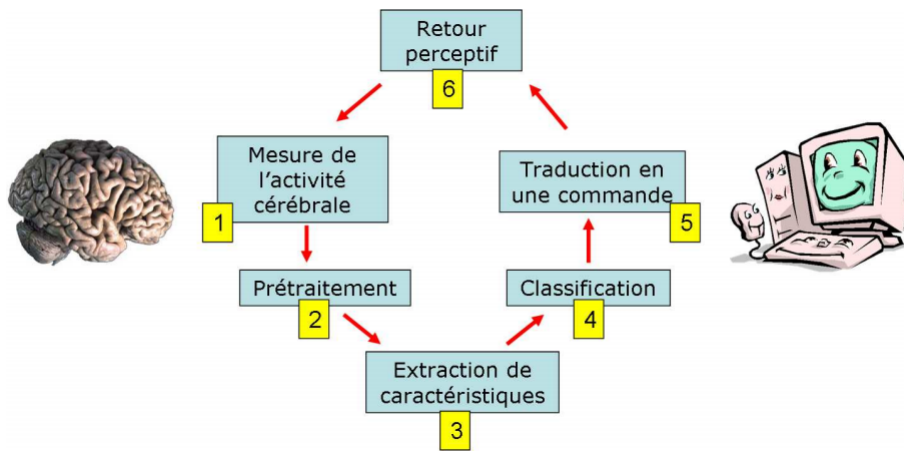 Retour
perceptif
6
Mesure de
l'activité
cérébrale
1
Traduction en
une commande
5
Prétraitement
2
Classification
4
Extraction de
caractéristiques
3